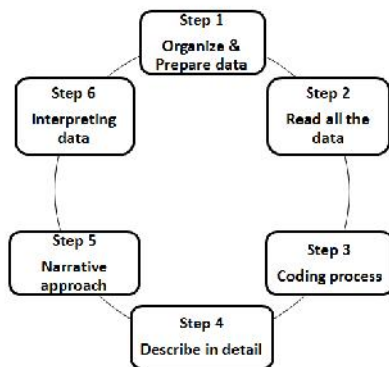 Step 1
Organize &
Prepare data
Step 2
Read all the
data
Step 3
Coding process
Step 4
Describe in detail
Step 5
Narrative
approach
Step 6
Interpreting
data